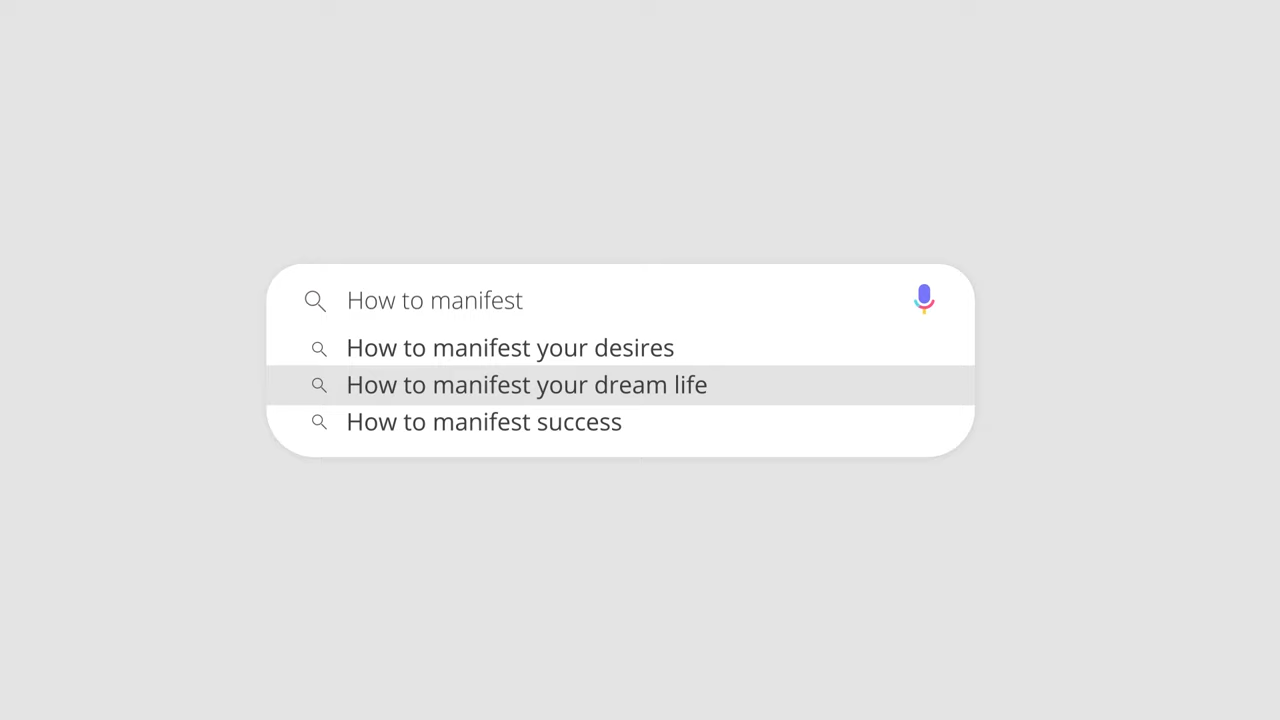 How to manifest
How to manifest your desires
How to manifest your dream life
How to manifest success